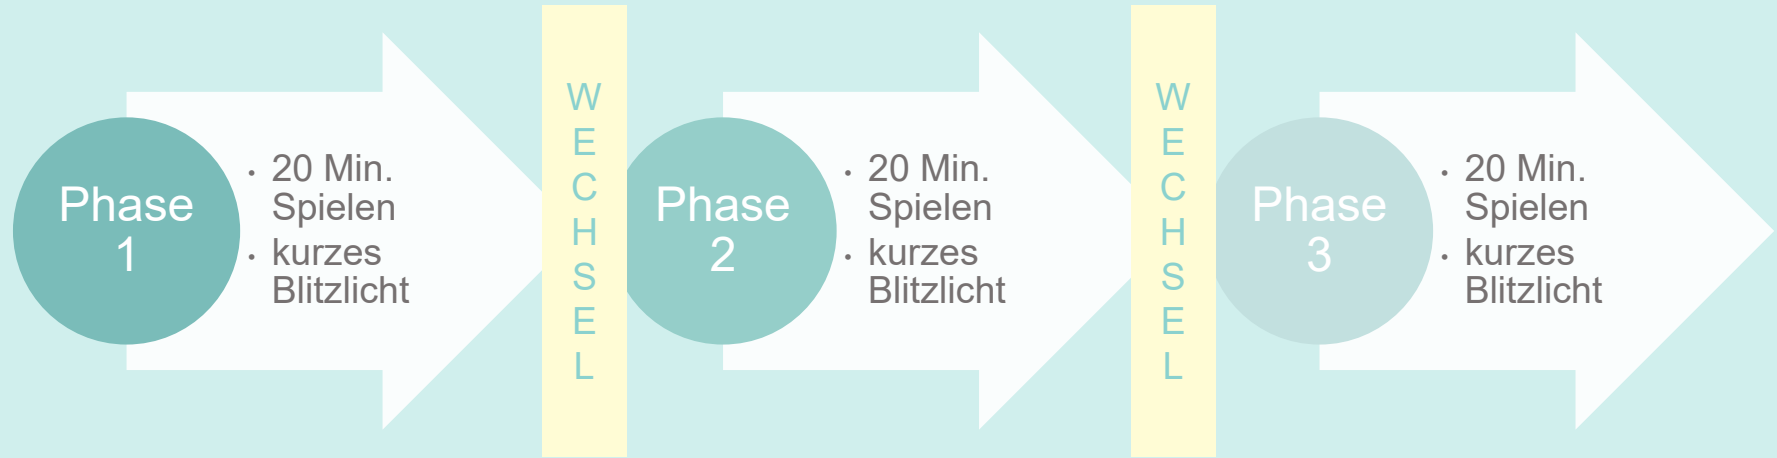 Phase
1
• 20 Min.
Spielen
• kurzes
Blitzlicht
W
E
C
H
S
E
L
Phase
2
• 20 Min.
Spielen
• kurzes
Blitzlicht
W
E
C
H
S
E
L
Phase
3
• 20 Min.
Spielen
• kurzes
Blitzlicht